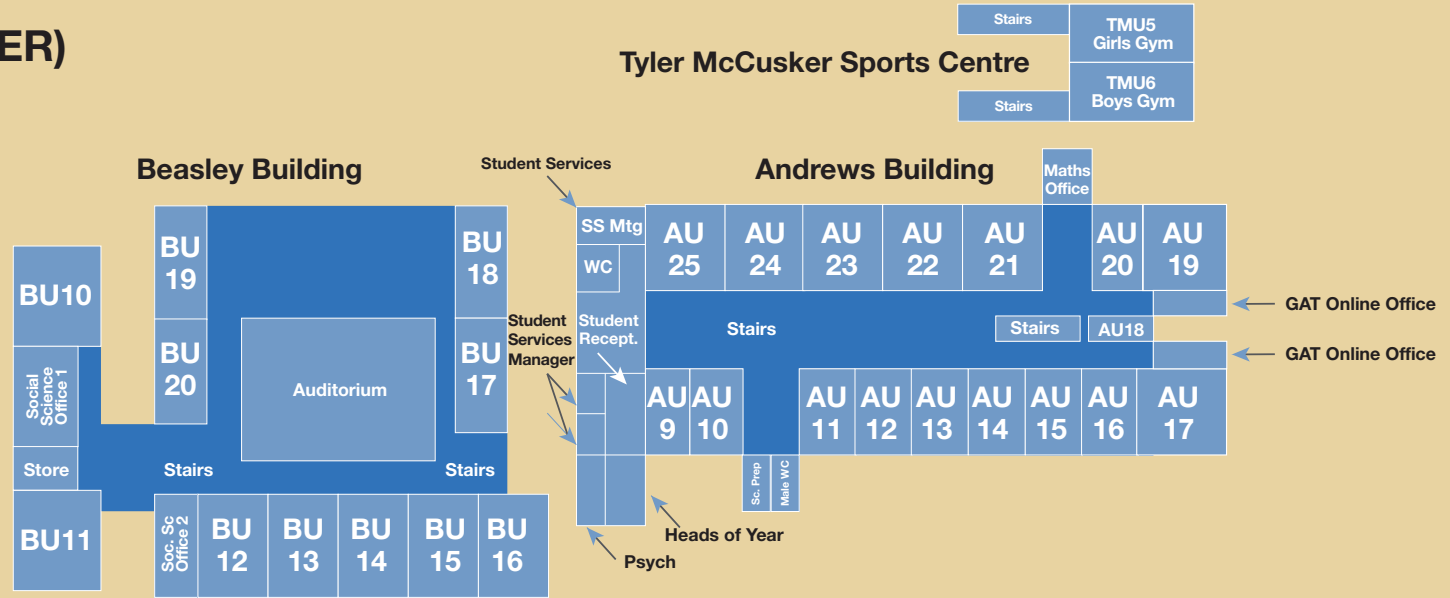 ER)
Tyler McCusker Sports Centre
Stairs
TMU5
Girls Gym
TMU6
Boys Gym
Stairs
Beasley Building
BU10
Social
Science
Office 1
Store
BU11
BU
19
BU
20
Auditorium
BU
18
BU
17
Stairs
Stairs
Soc. Sc
Office 2
BU
12
BU
13
BU
14
BU
15
BU
16
Student Services
Andrews Building
SS Mtg
WC
Student
Recept.
Student
Services
Manager
Heads of Year
Psych
AU
25
AU
24
AU
23
AU
22
AU
21
Maths
Office
AU
20
AU
19
Stairs
Stairs
AU18
GAT Online Office
GAT Online Office
AU
9
AU
10
Sc. Prep
Male WC
AU
11
AU
12
AU
13
AU
14
AU
15
AU
16
AU
17